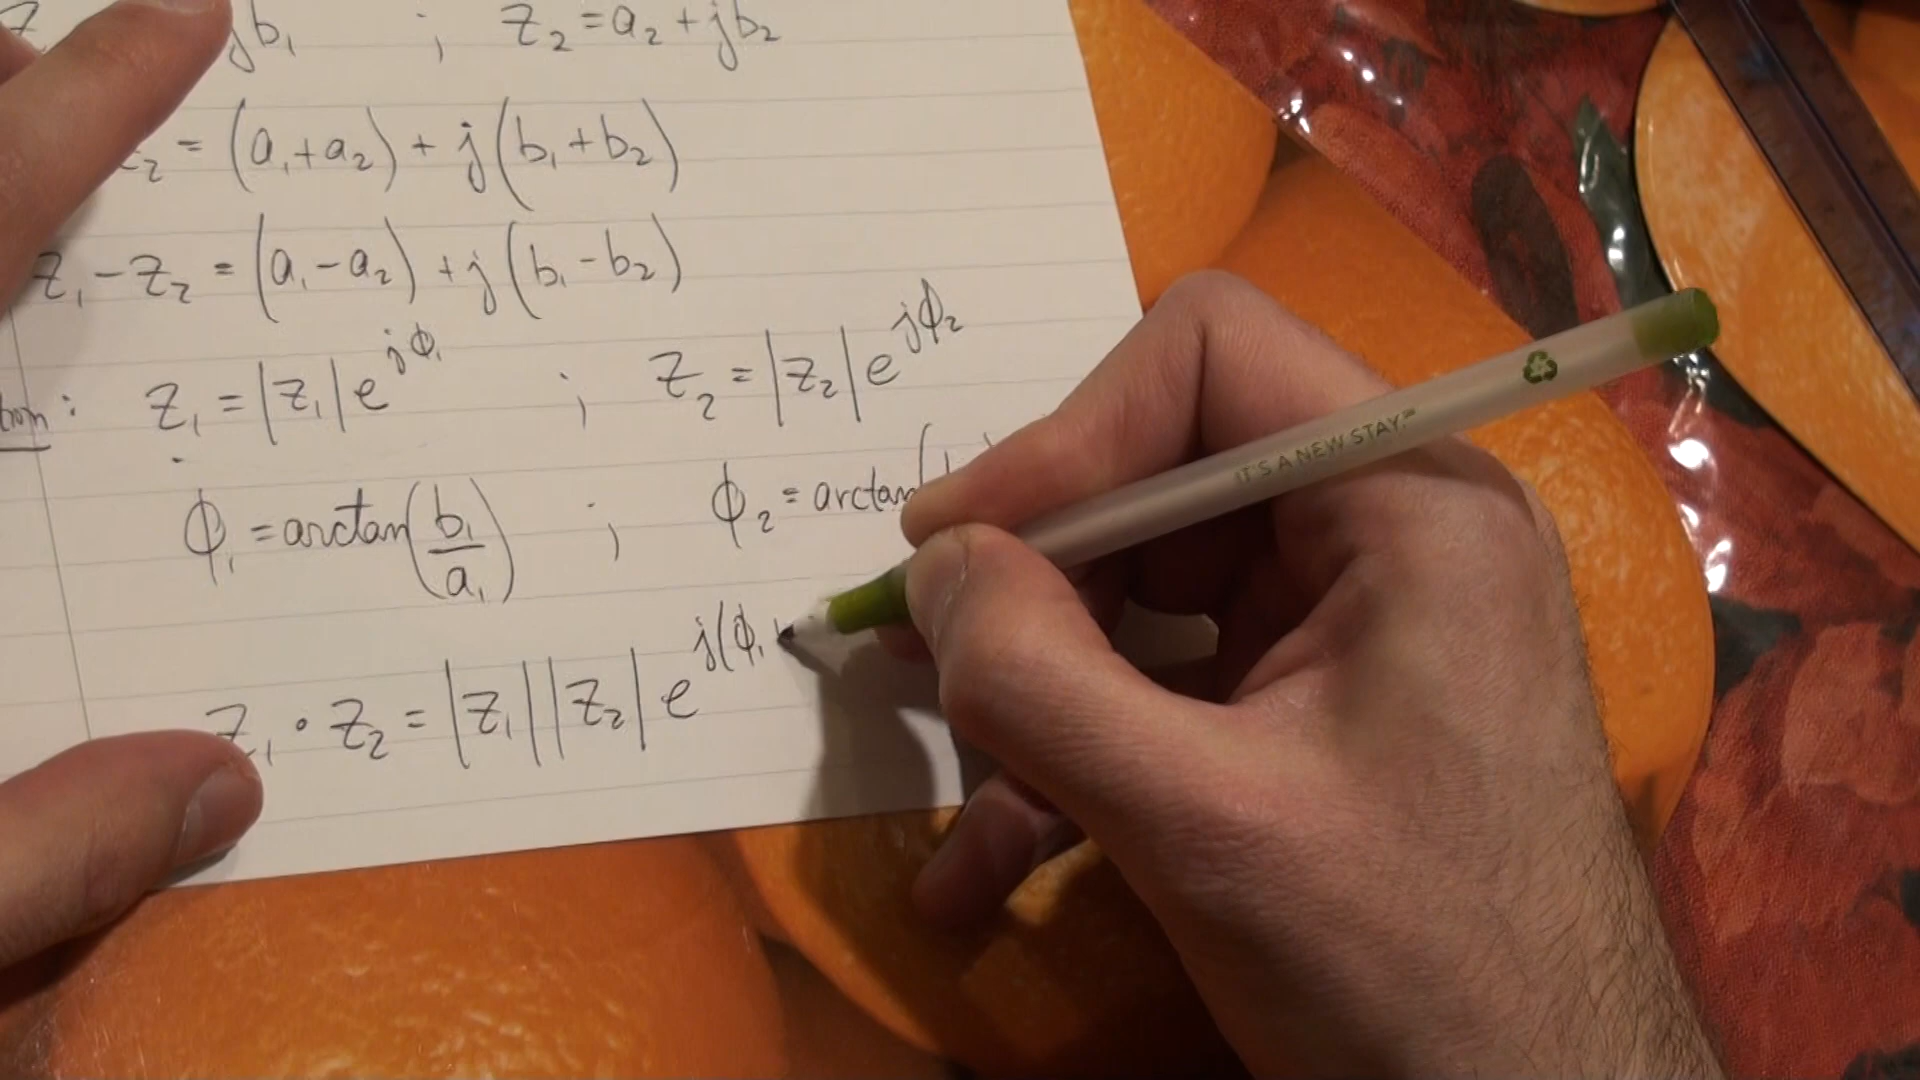 z jb₁ ; z₂ = a₂ + jb₂
z₂ = (a₁+a₂) + j(b₁+b₂)
z₁ - z₂ = (a₁-a₂) + j(b₁-b₂)
: z₁ = |z₁|e^jϕ₁ ; z₂ = |z₂|e^jϕ₂
ϕ₁ = arctan(b₁/a₁) ; ϕ₂ = arctan(
z₁ · z₂ = |z₁||z₂| e^j(ϕ₁
IT'S A NEW STAY.